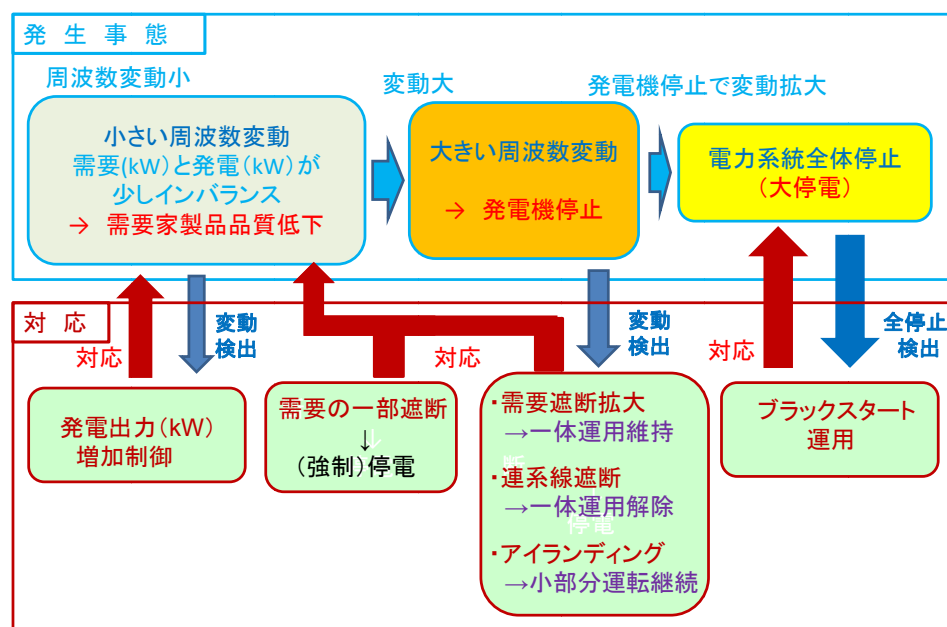 発 生 事 態
周波数変動小
変動大
発電機停止で変動拡大
小さい周波数変動
需要(kW)と発電(kW)が
少しインバランス
→ 需要家製品品質低下
大きい周波数変動
→ 発電機停止
電力系統全体停止
(大停電)
対 応
対応
変動
検出
対応
変動
検出
対応
全停止
検出
発電出力(kW)
増加制御
需要の一部遮断
↓
(強制)停電
・需要遮断拡大
→一体運用維持
・連系線遮断
→一体運用解除
・アイランディング
→小部分運転継続
停電
ブラックスタート
運用